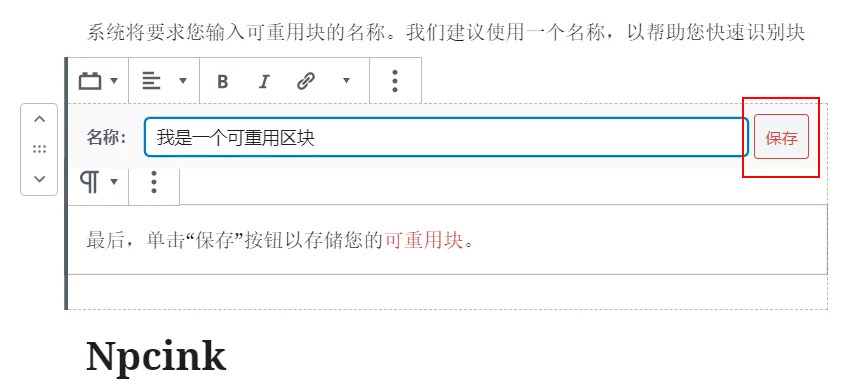 系统将要求您输入可重用块的名称。我们建议使用一个名称，以帮助您快速识别块
B I
名称： 我是一个可重用区块 保存
最后，单击“保存”按钮以存储您的可重用块。
Npcink